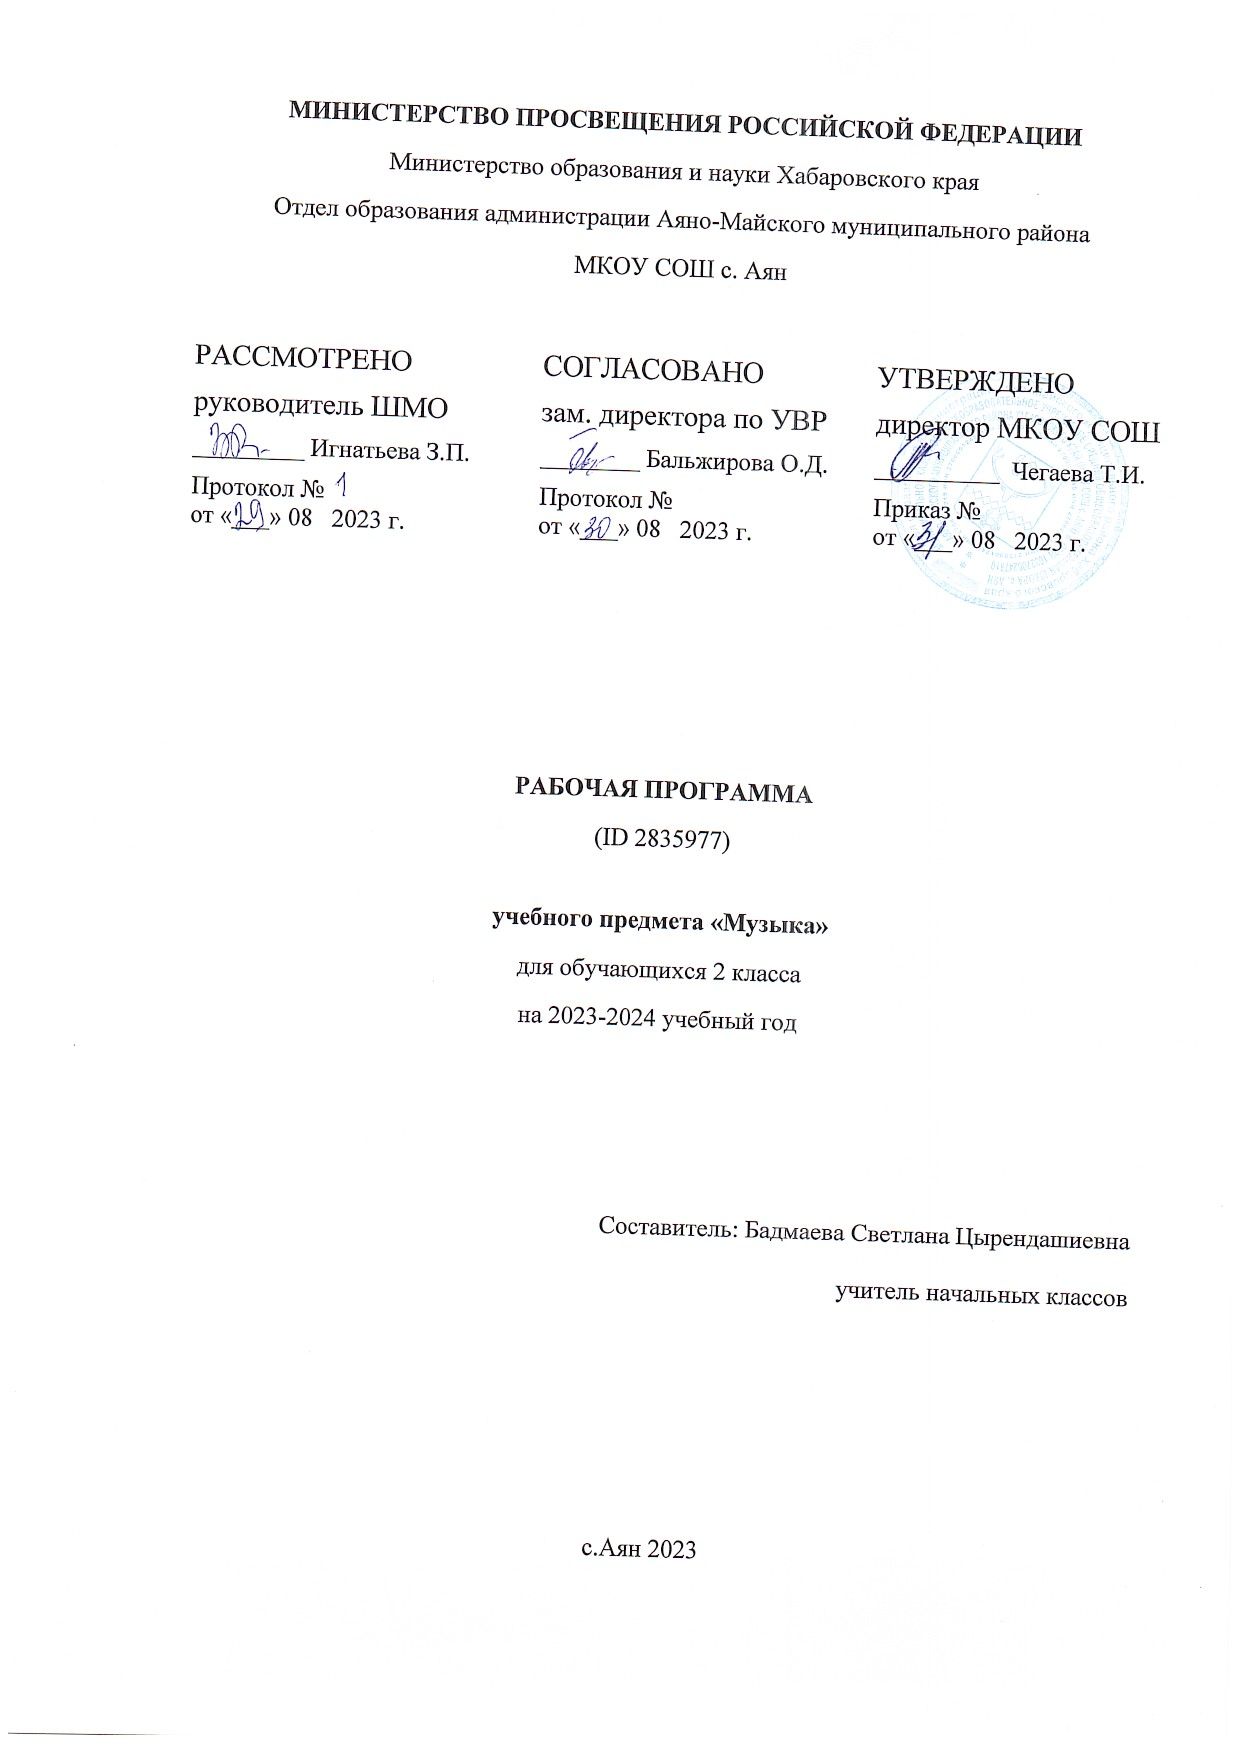 МИНИСТЕРСТВО ПРОСВЕЩЕНИЯ РОССИЙСКОЙ ФЕДЕРАЦИИ
Министерство образования и науки Хабаровского края
Отдел образования администрации Аяно-Майского муниципального района
МКОУ СОШ с. Аян
РАССМОТРЕНО
руководитель ШМО
_________ Игнатьева З.П.
Протокол № 1
от «29» 08 2023 г.
СОГЛАСОВАНО
зам. директора по УВР
________ Бальжирова О.Д.
Протокол №
от «30» 08 2023 г.
УТВЕРЖДЕНО
директор МКОУ СОШ
__________ Чегаева Т.И.
Приказ №
от «31» 08 2023 г.
РАБОЧАЯ ПРОГРАММА
(ID 2835977)
учебного предмета «Музыка»
для обучающихся 2 класса
на 2023-2024 учебный год
Составитель: Бадмаева Светлана Цырендашиевна
учитель начальных классов
с.Аян 2023